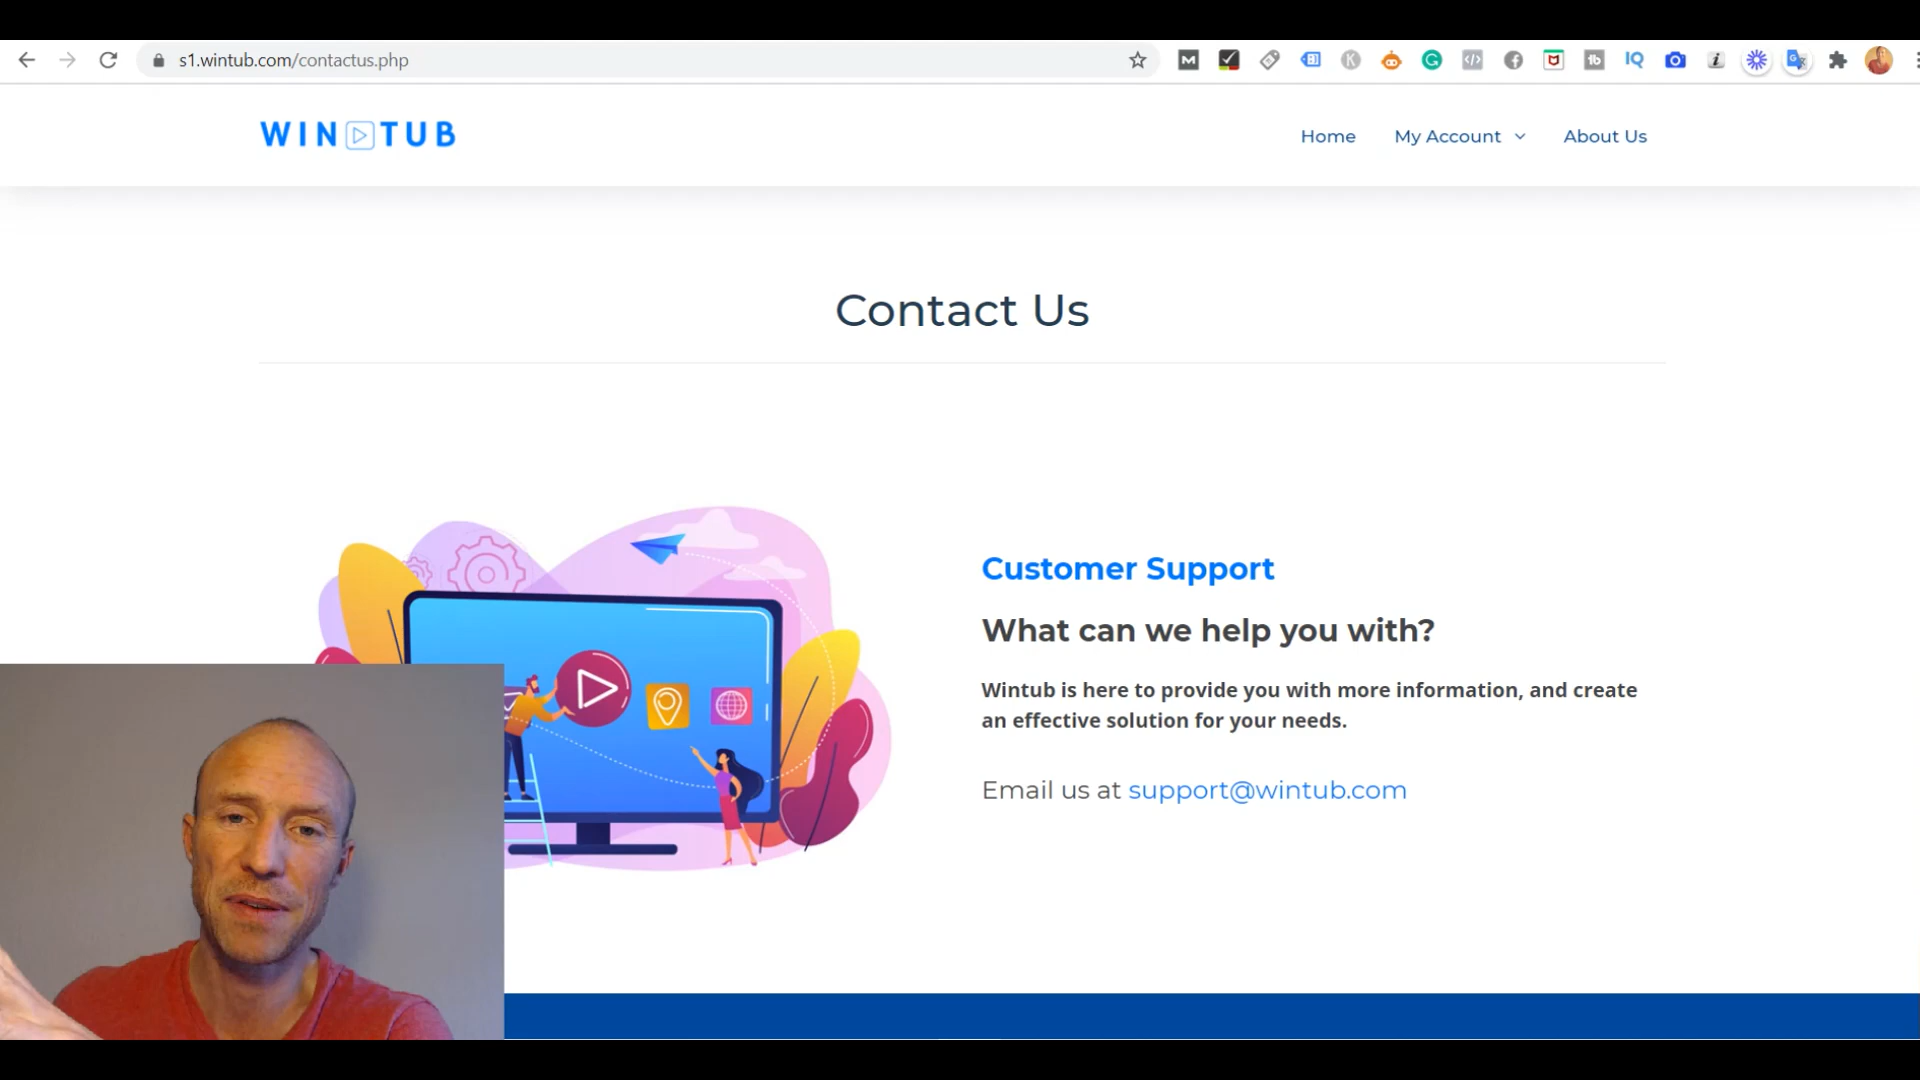 s1.wintub.com/contactus.php
WIN TUB
Home My Account About Us
Contact Us
Customer Support
What can we help you with?
Wintub is here to provide you with more information, and create
an effective solution for your needs.
Email us at support@wintub.com